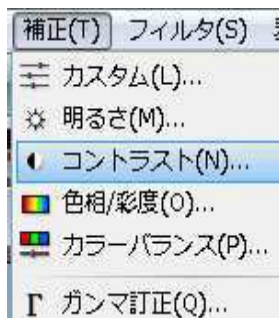 補正(T) フィルタ(S)
カスタム(L)...
明るさ(M)...
コントラスト(N)...
色相/彩度(O)...
カラーバランス(P)...
ガンマ訂正(Q)...